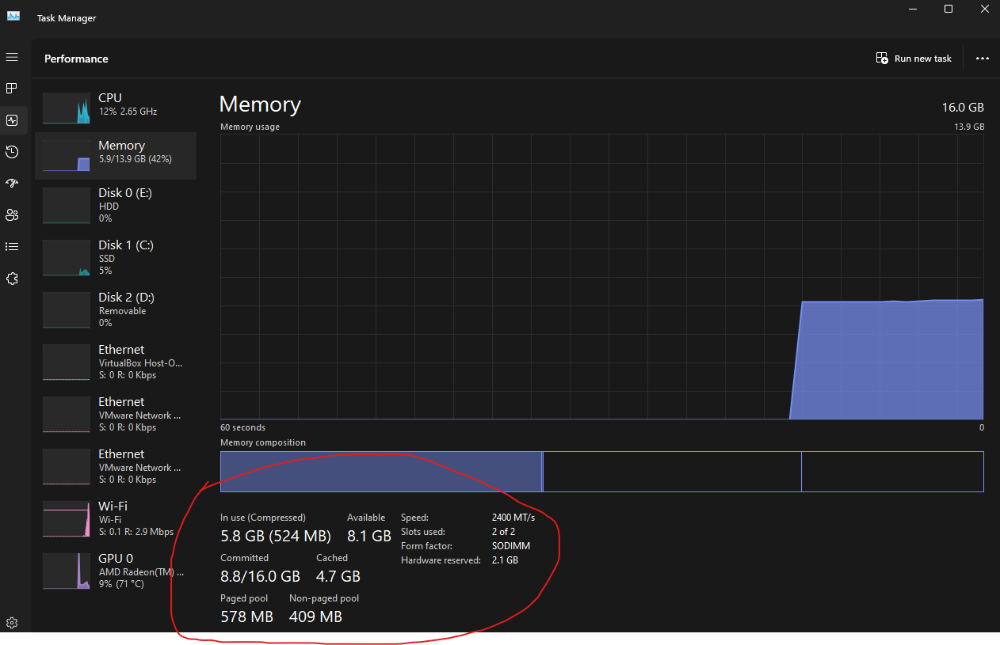 Task Manager
Performance
Run new task
CPU
12% 2.65 GHz
Memory
5.9/13.9 GB (42%)
Disk 0 (E:)
HDD
0%
Disk 1 (C:)
SSD
5%
Disk 2 (D:)
Removable
0%
Ethernet
VirtualBox Host-O...
S: 0 R: 0 Kbps
Ethernet
VMware Network ...
S: 0 R: 0 Kbps
Ethernet
VMware Network ...
S: 0 R: 0 Kbps
Wi-Fi
Wi-Fi
S: 0.1 R: 2.9 Mbps
GPU 0
AMD Radeon(TM) ...
9% (71 °C)
Memory 16.0 GB
Memory usage 13.9 GB
60 seconds 0
Memory composition
In use (Compressed) Available
5.8 GB (524 MB) 8.1 GB
Committed Cached
8.8/16.0 GB 4.7 GB
Paged pool Non-paged pool
578 MB 409 MB
Speed: 2400 MT/s
Slots used: 2 of 2
Form factor: SODIMM
Hardware reserved: 2.1 GB